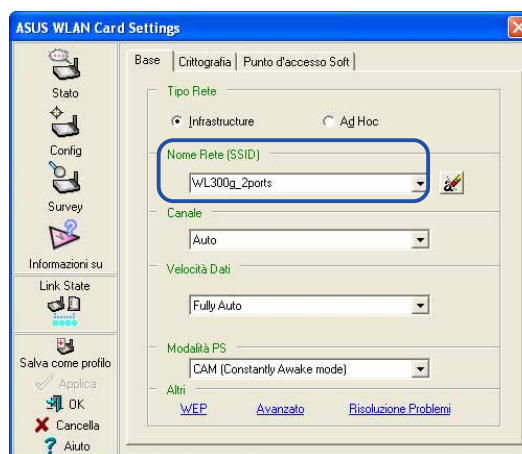 ASUS WLAN Card Settings
Stato
Config
Survey
Informazioni su
Link State
Salva come profilo
Applica
OK
Cancella
Aiuto
Base
Crittografia
Punto d'accesso Soft
Tipo Rete
Infrastructure
Ad Hoc
Nome Rete (SSID)
WL300g_2ports
Canale
Auto
Velocità Dati
Fully Auto
Modalità PS
CAM (Constantly Awake mode)
Altri
WEP Avanzato Risoluzione Problemi